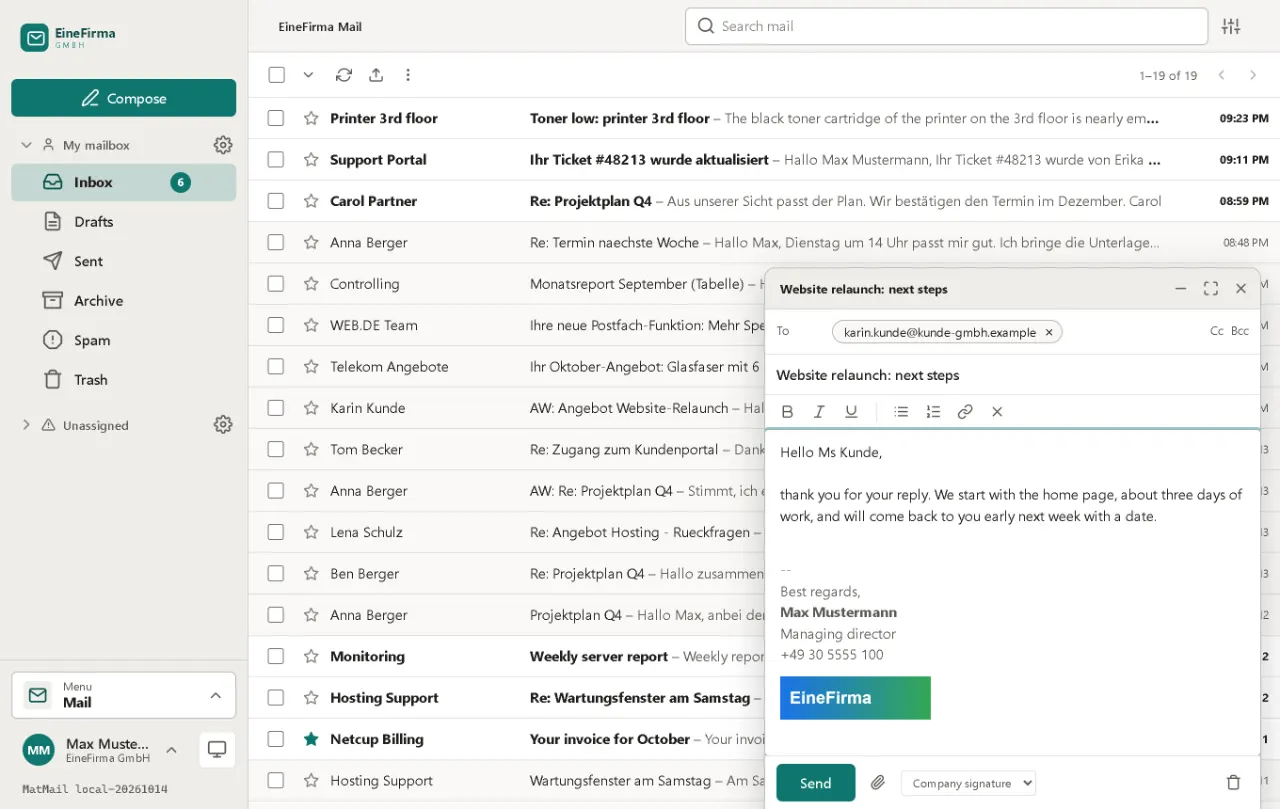 EineFirma
GMBH
EineFirma Mail
Search mail
Compose
1–19 of 19
My mailbox
Inbox 6
Drafts
Sent
Archive
Spam
Trash
Unassigned
Printer 3rd floor Toner low: printer 3rd floor – The black toner cartridge of the printer on the 3rd floor is nearly em... 09:23 PM
Support Portal Ihr Ticket #48213 wurde aktualisiert – Hallo Max Mustermann, Ihr Ticket #48213 wurde von Erika ... 09:11 PM
Carol Partner Re: Projektplan Q4 – Aus unserer Sicht passt der Plan. Wir bestätigen den Termin im Dezember. Carol 08:59 PM
Anna Berger Re: Termin naechste Woche – Hallo Max, Dienstag um 14 Uhr passt mir gut. Ich bringe die Unterlage... 08:48 PM
Controlling Monatsreport September (Tabelle) –
WEB.DE Team Ihre neue Postfach-Funktion: Mehr
Telekom Angebote Ihr Oktober-Angebot: Glasfaser mit 6
Karin Kunde AW: Angebot Website-Relaunch –
Tom Becker Re: Zugang zum Kundenportal –
Anna Berger AW: Re: Projektplan Q4 – Stimmt, ich
Lena Schulz Re: Angebot Hosting - Rueckfragen –
Ben Berger Re: Projektplan Q4 – Hallo zusammen
Anna Berger Projektplan Q4 – Hallo Max, anbei
Monitoring Weekly server report – Weekly
Hosting Support Re: Wartungsfenster am Samstag –
Netcup Billing Your invoice for October – Your
Hosting Support Wartungsfenster am Samstag – Am
Website relaunch: next steps
To karin.kunde@kunde-gmbh.example × Cc Bcc
Website relaunch: next steps
B I U
Hello Ms Kunde,
thank you for your reply. We start with the home page, about three days of
work, and will come back to you early next week with a date.
--
Best regards,
Max Mustermann
Managing director
+49 30 5555 100
EineFirma
Send Company signature
Menu
Mail
MM Max Muste...
EineFirma GmbH
MatMail local-20261014